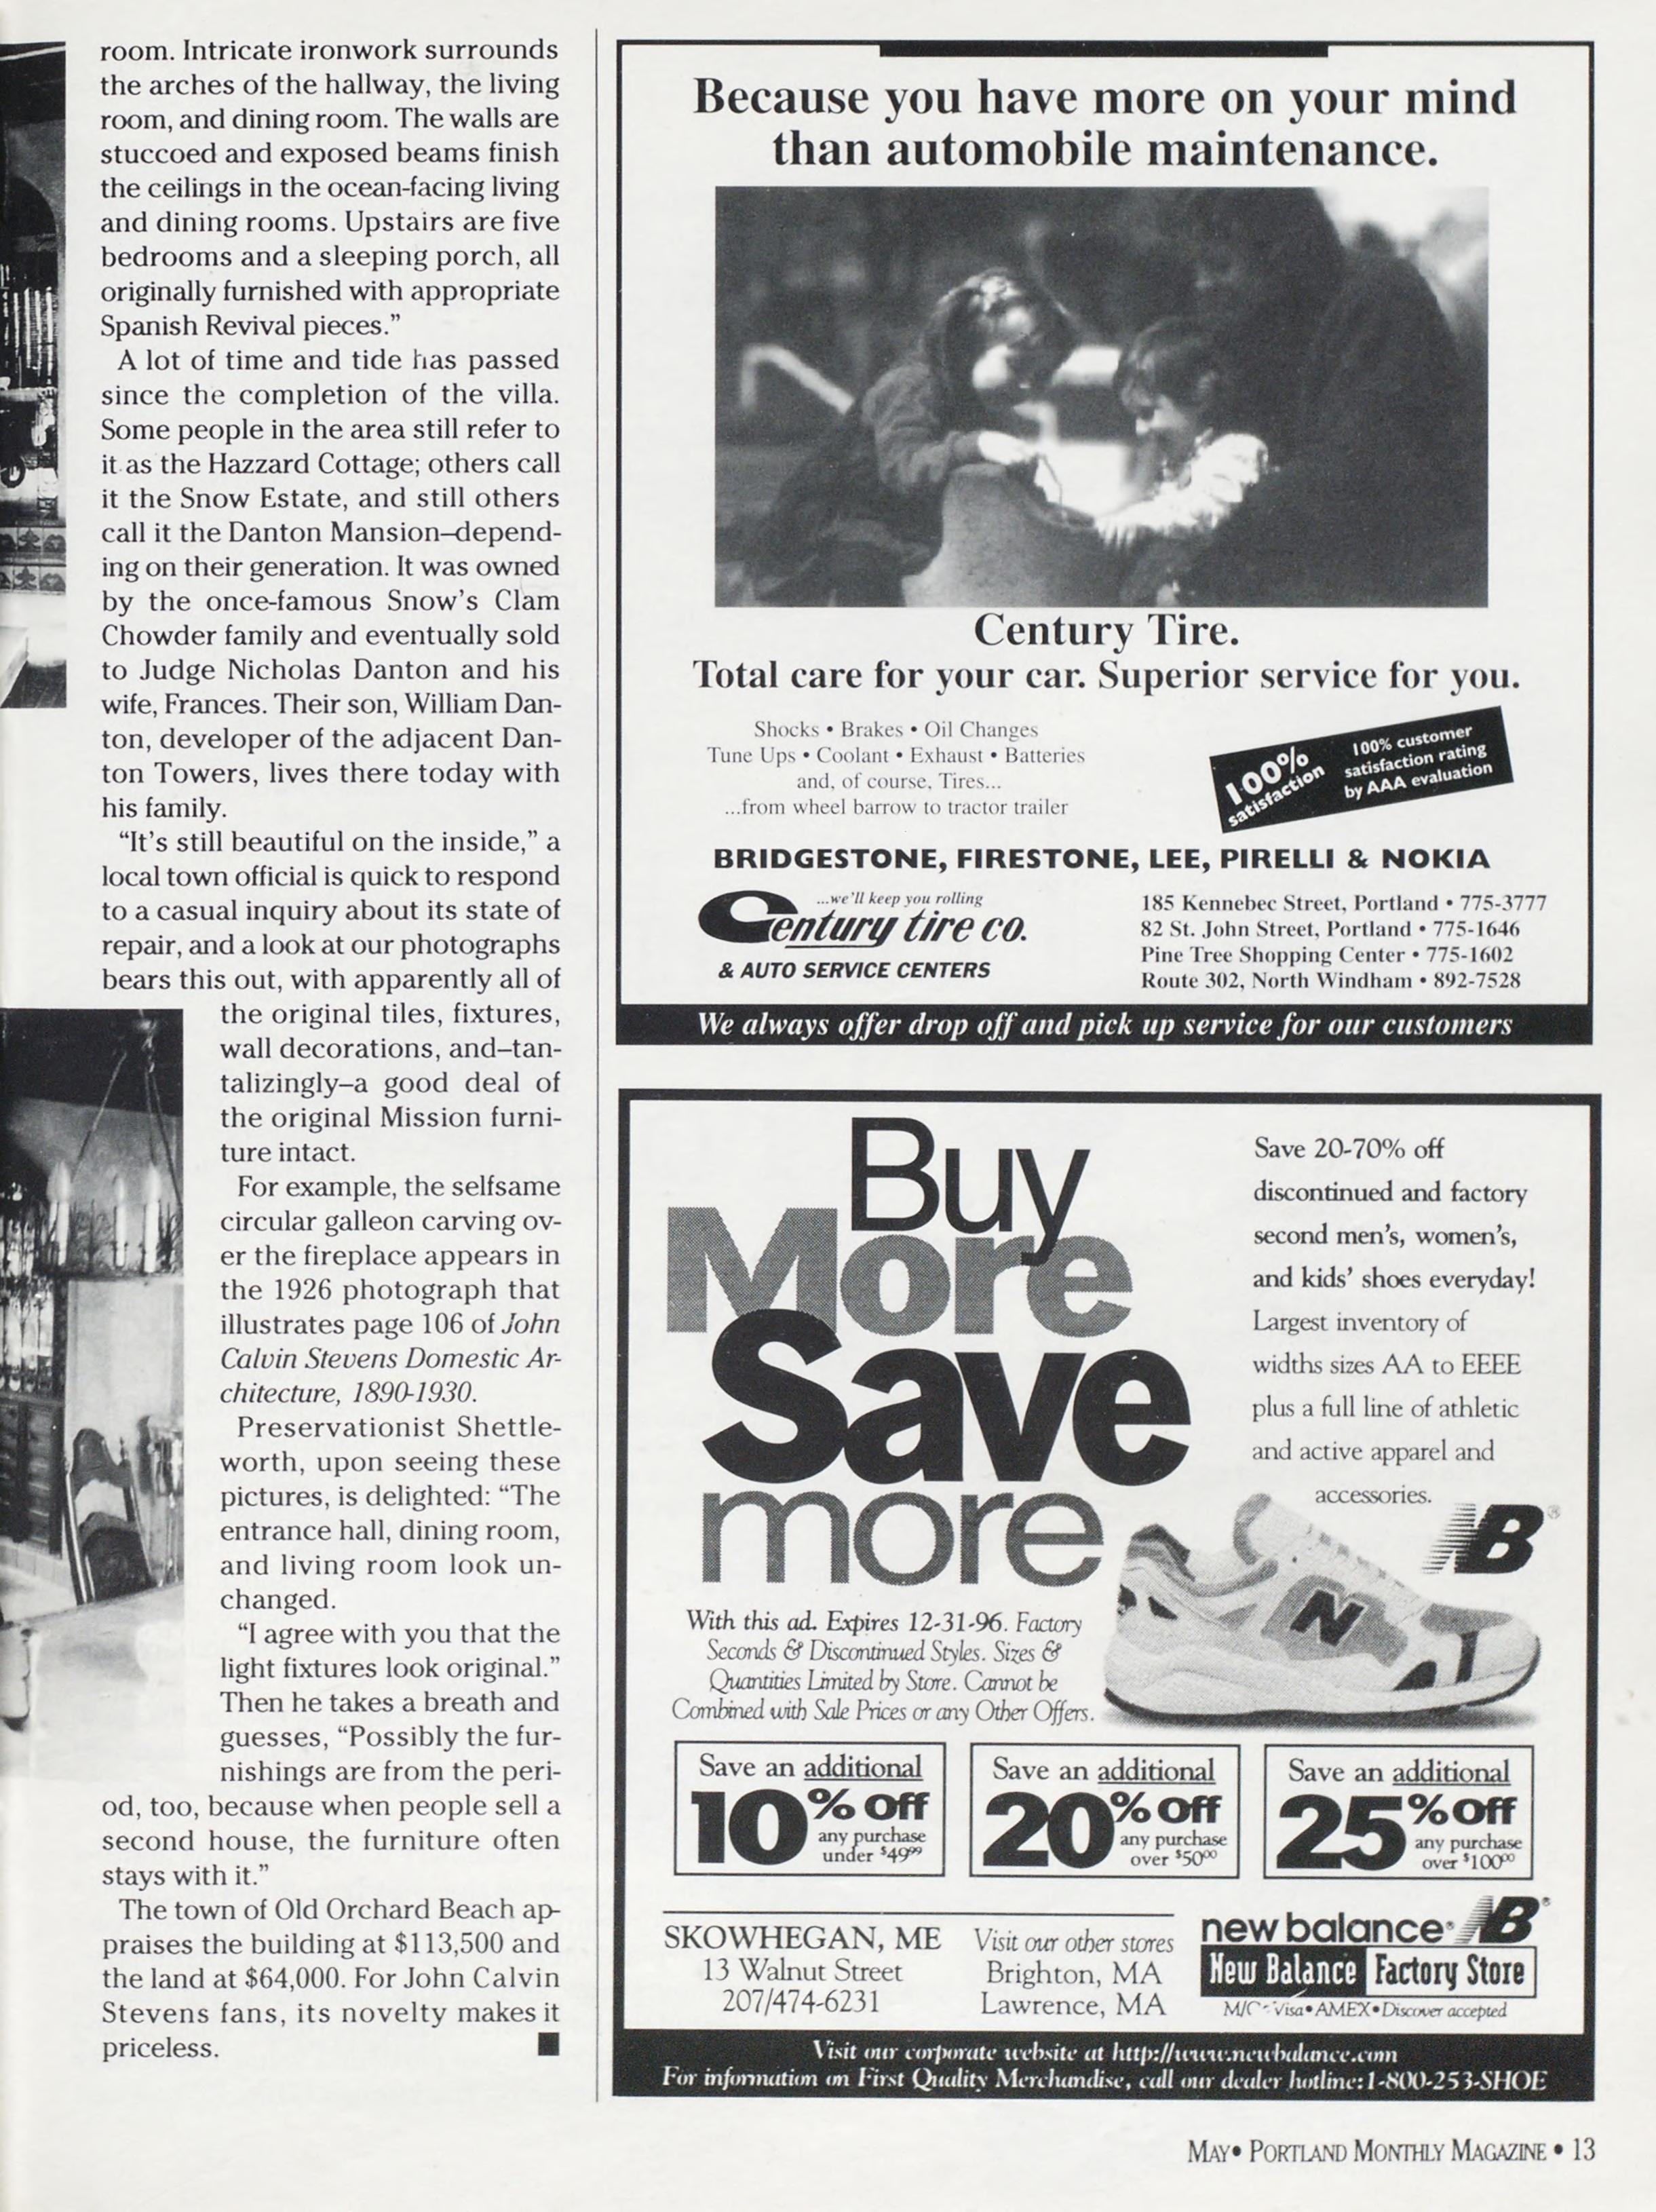 room. Intricate ironwork surrounds
the arches of the hallway, the living
room, and dining room. The walls are
stuccoed and exposed beams finish
the ceilings in the ocean-facing living
and dining rooms. Upstairs are five
bedrooms and a sleeping porch, all
originally furnished with appropriate
Spanish Revival pieces.”
A lot of time and tide has passed
since the completion of the villa.
Some people in the area still refer to
it as the Hazzard Cottage; others call
it the Snow Estate, and still others
call it the Danton Mansion–depend-
ing on their generation. It was owned
by the once-famous Snow’s Clam
Chowder family and eventually sold
to Judge Nicholas Danton and his
wife, Frances. Their son, William Dan-
ton, developer of the adjacent Dan-
ton Towers, lives there today with
his family.
“It’s still beautiful on the inside,” a
local town official is quick to respond
to a casual inquiry about its state of
repair, and a look at our photographs
bears this out, with apparently all of
the original tiles, fixtures,
wall decorations, and–tan-
talizingly–a good deal of
the original Mission furni-
ture intact.
For example, the selfsame
circular galleon carving ov-
er the fireplace appears in
the 1926 photograph that
illustrates page 106 of John
Calvin Stevens Domestic Ar-
chitecture, 1890-1930.
Preservationist Shettle-
worth, upon seeing these
pictures, is delighted: “The
entrance hall, dining room,
and living room look un-
changed.
“I agree with you that the
light fixtures look original.”
Then he takes a breath and
guesses, “Possibly the fur-
nishings are from the peri-
od, too, because when people sell a
second house, the furniture often
stays with it.”
The town of Old Orchard Beach ap-
praises the building at $113,500 and
the land at $64,000. For John Calvin
Stevens fans, its novelty makes it
priceless. ■
Because you have more on your mind
than automobile maintenance.
Century Tire.
Total care for your car. Superior service for you.
Shocks • Brakes • Oil Changes
Tune Ups • Coolant • Exhaust • Batteries
and, of course, Tires...
...from wheel barrow to tractor trailer
100%
satisfaction
100% customer
satisfaction rating
by AAA evaluation
BRIDGESTONE, FIRESTONE, LEE, PIRELLI & NOKIA
...we’ll keep you rolling
Century tire co.
& AUTO SERVICE CENTERS
185 Kennebec Street, Portland • 775-3777
82 St. John Street, Portland • 775-1646
Pine Tree Shopping Center • 775-1602
Route 302, North Windham • 892-7528
We always offer drop off and pick up service for our customers
Buy
More
Save
more
Save 20-70% off
discontinued and factory
second men’s, women’s,
and kids’ shoes everyday!
Largest inventory of
widths sizes AA to EEEE
plus a full line of athletic
and active apparel and
accessories.
NB®
N
With this ad. Expires 12-31-96. Factory
Seconds & Discontinued Styles. Sizes &
Quantities Limited by Store. Cannot be
Combined with Sale Prices or any Other Offers.
Save an additional
10% Off
any purchase
under $49⁹⁹
Save an additional
20% Off
any purchase
over $50⁰⁰
Save an additional
25% Off
any purchase
over $100⁰⁰
SKOWHEGAN, ME
13 Walnut Street
207/474-6231
Visit our other stores
Brighton, MA
Lawrence, MA
new balance® NB®
New Balance Factory Store
M/C • Visa • AMEX • Discover accepted
Visit our corporate website at http://www.newbalance.com
For information on First Quality Merchandise, call our dealer hotline:1-800-253-SHOE
MAY • PORTLAND MONTHLY MAGAZINE • 13